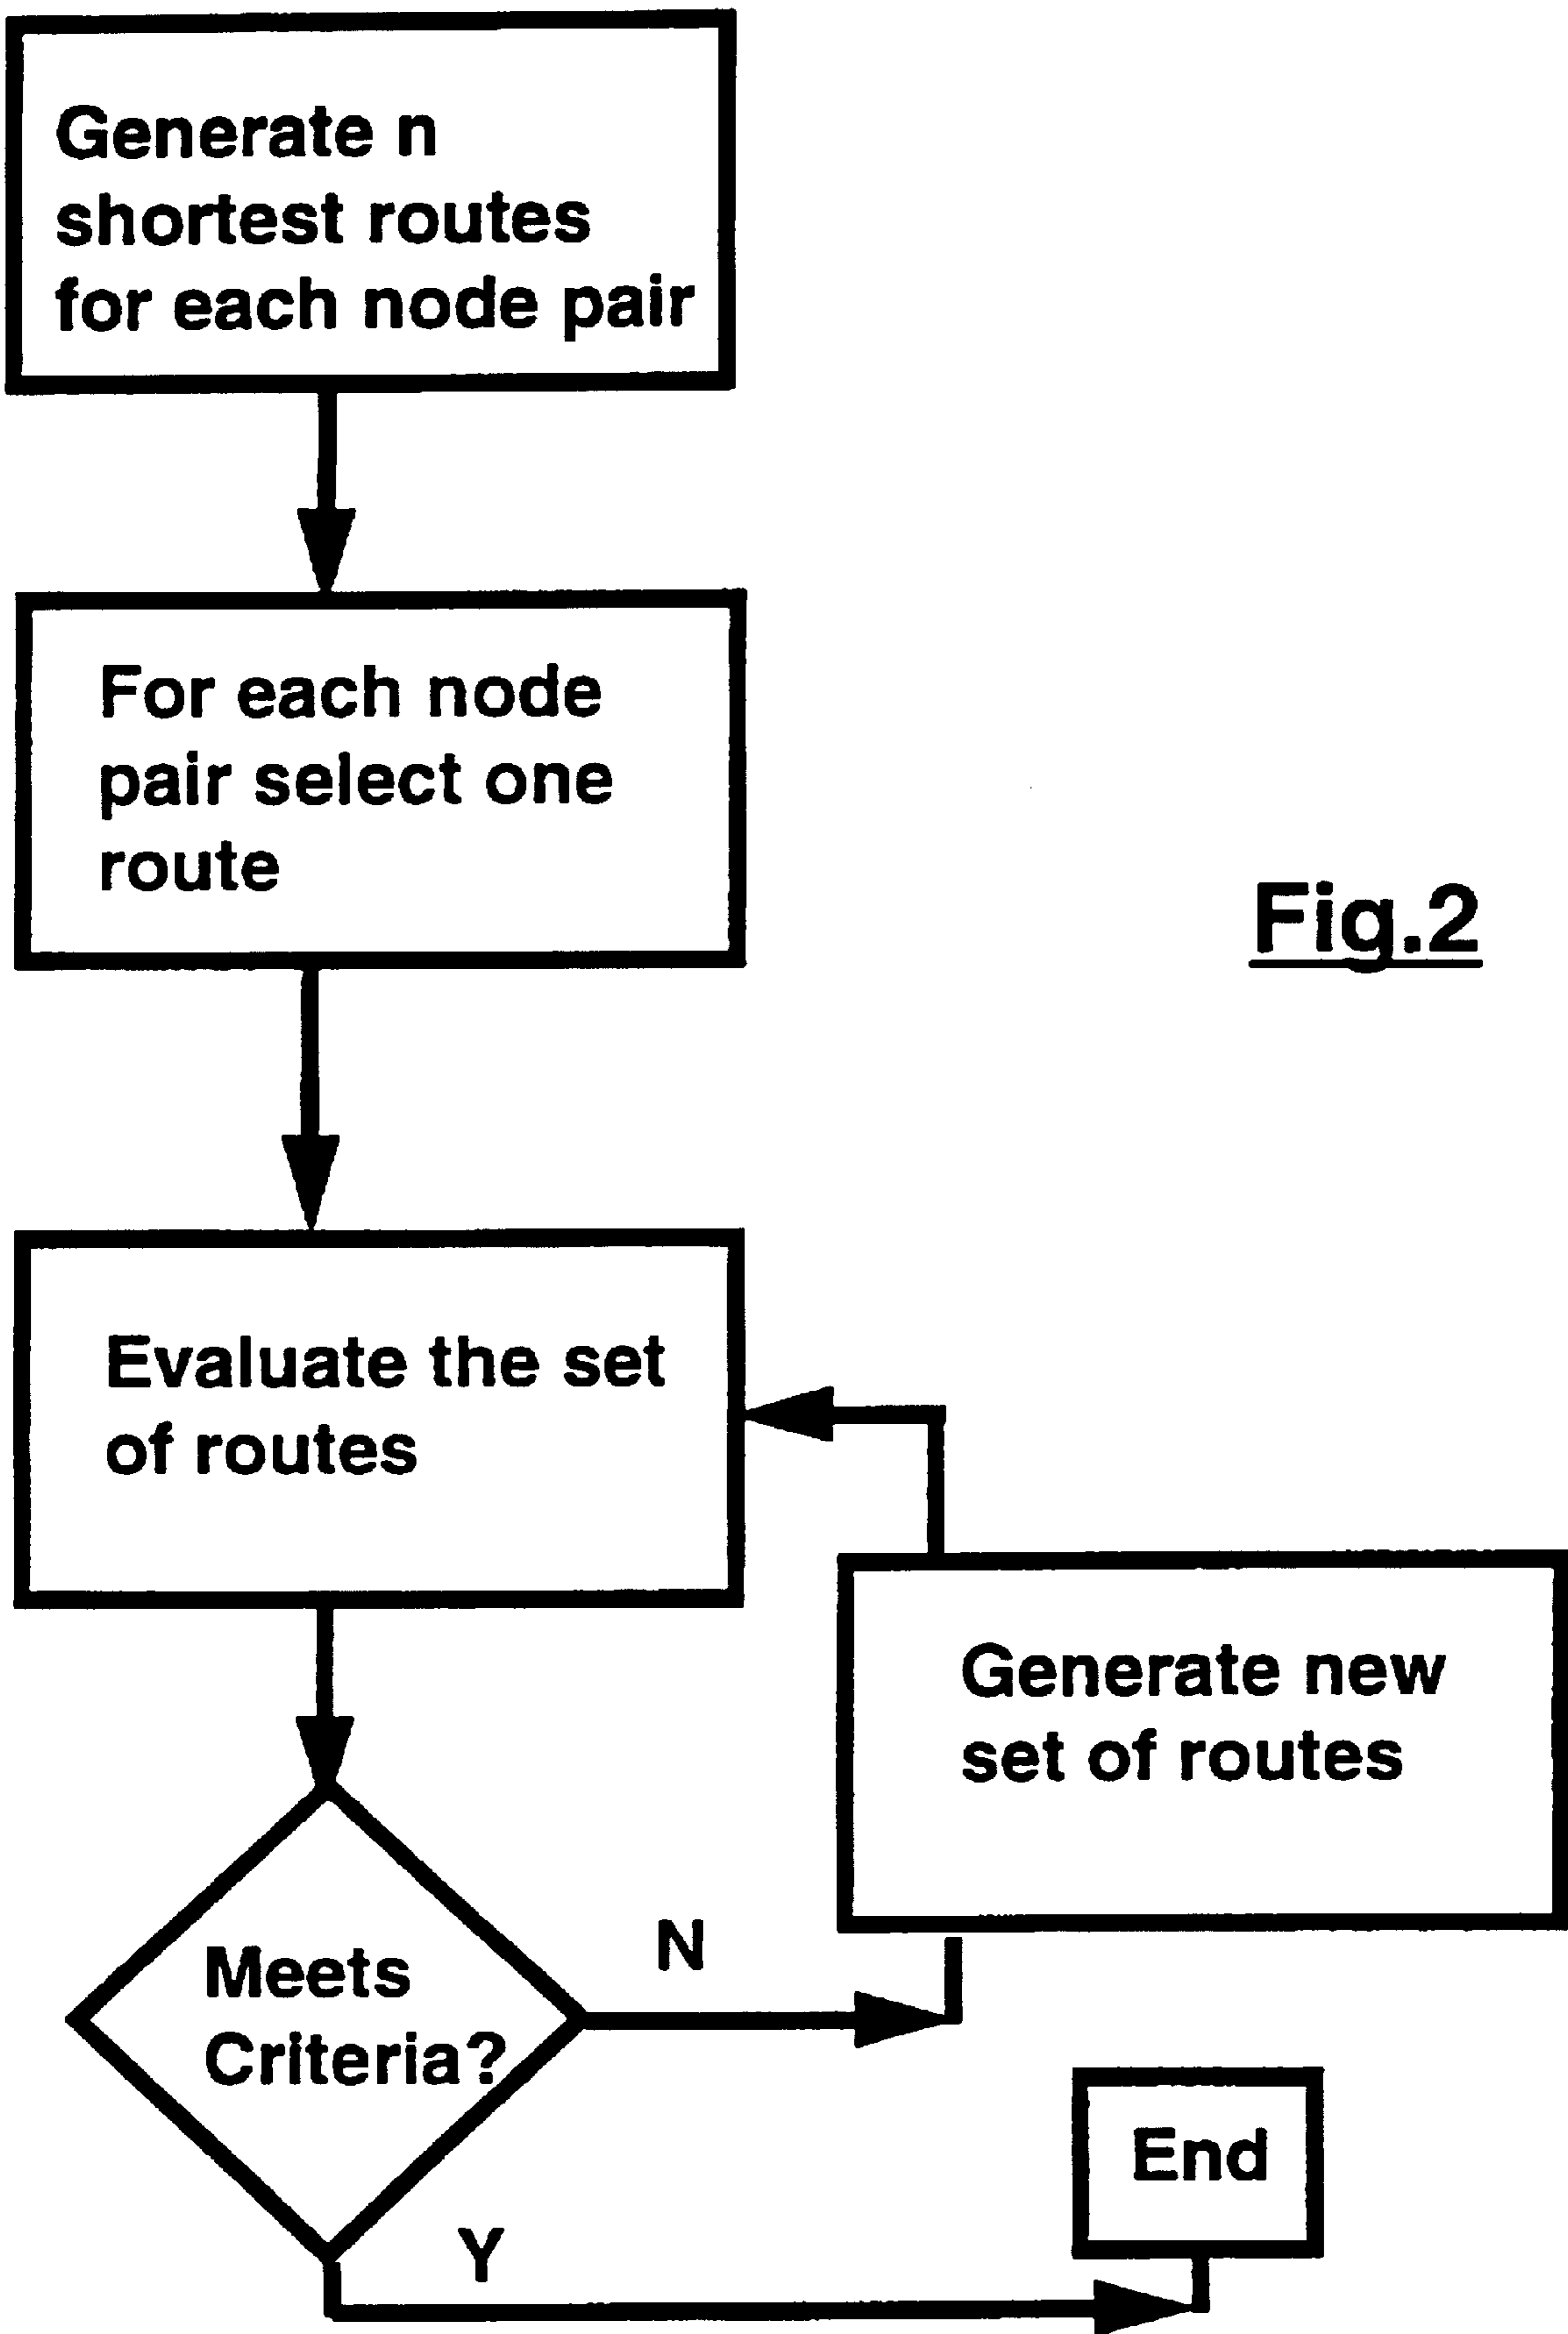 Generate n
shortest routes
for each node pair
For each node
pair select one
route
Fig.2
Evaluate the set
of routes
Generate new
set of routes
N
Meets
Criteria?
End
Y